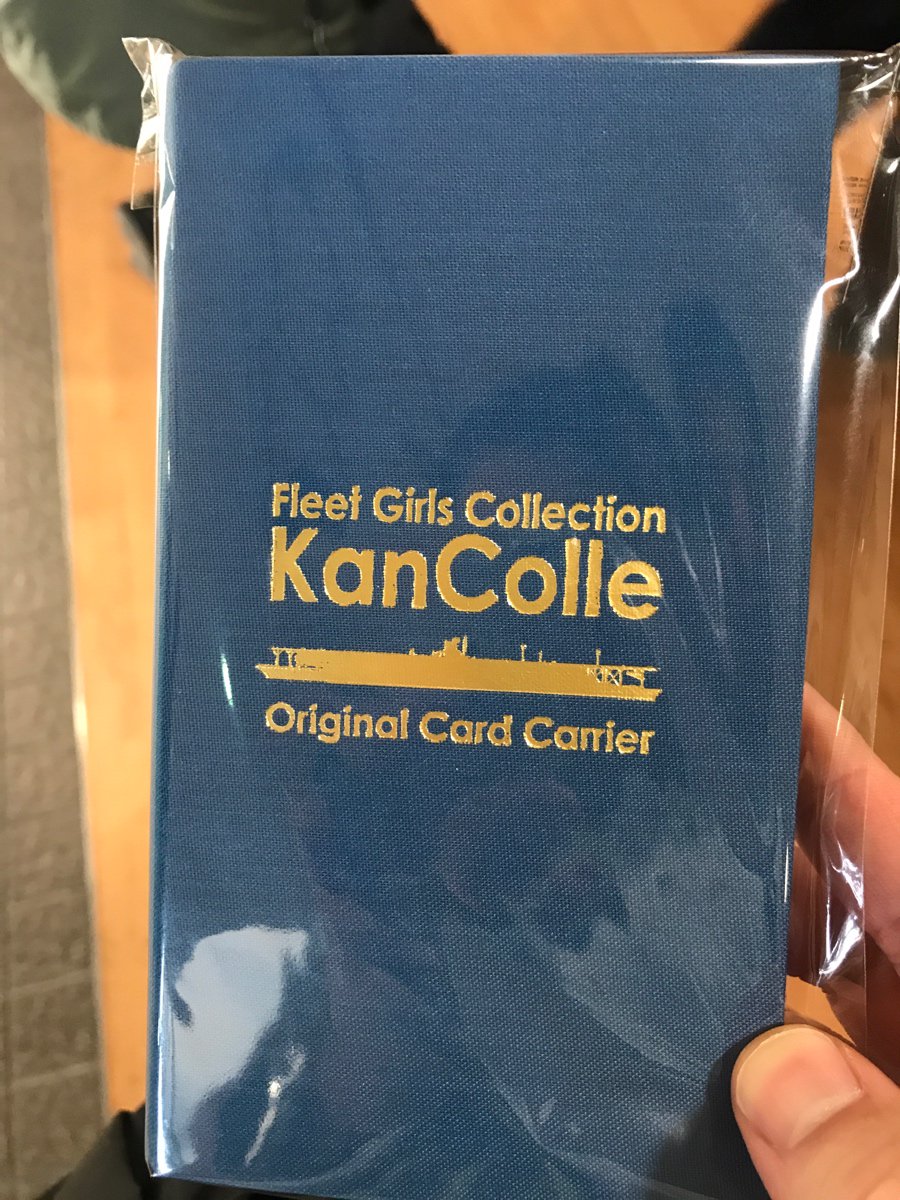 Fleet Girls Collection
KanColle
Original Card Carrier